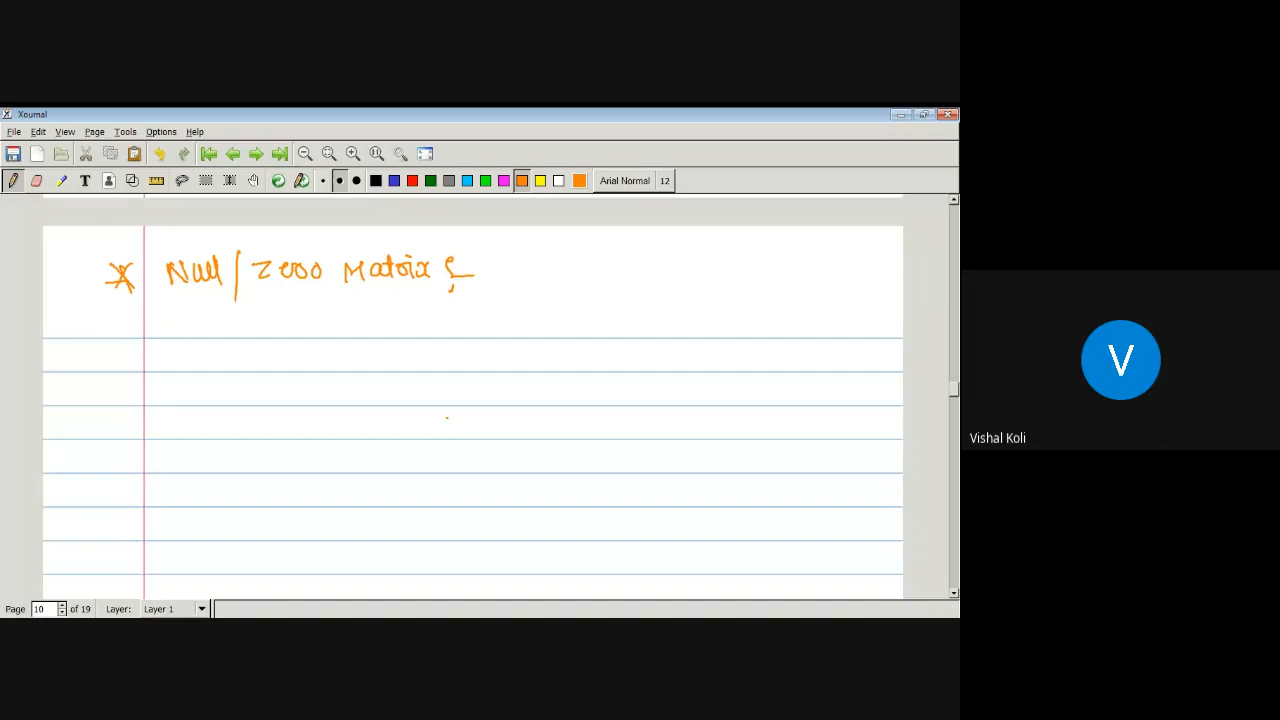 Xournal
File Edit View Page Tools Options Help
T Arial Normal 12
* Null / Zero Matrix :-
V
Vishal Koli
Page 10 of 19 Layer: Layer 1